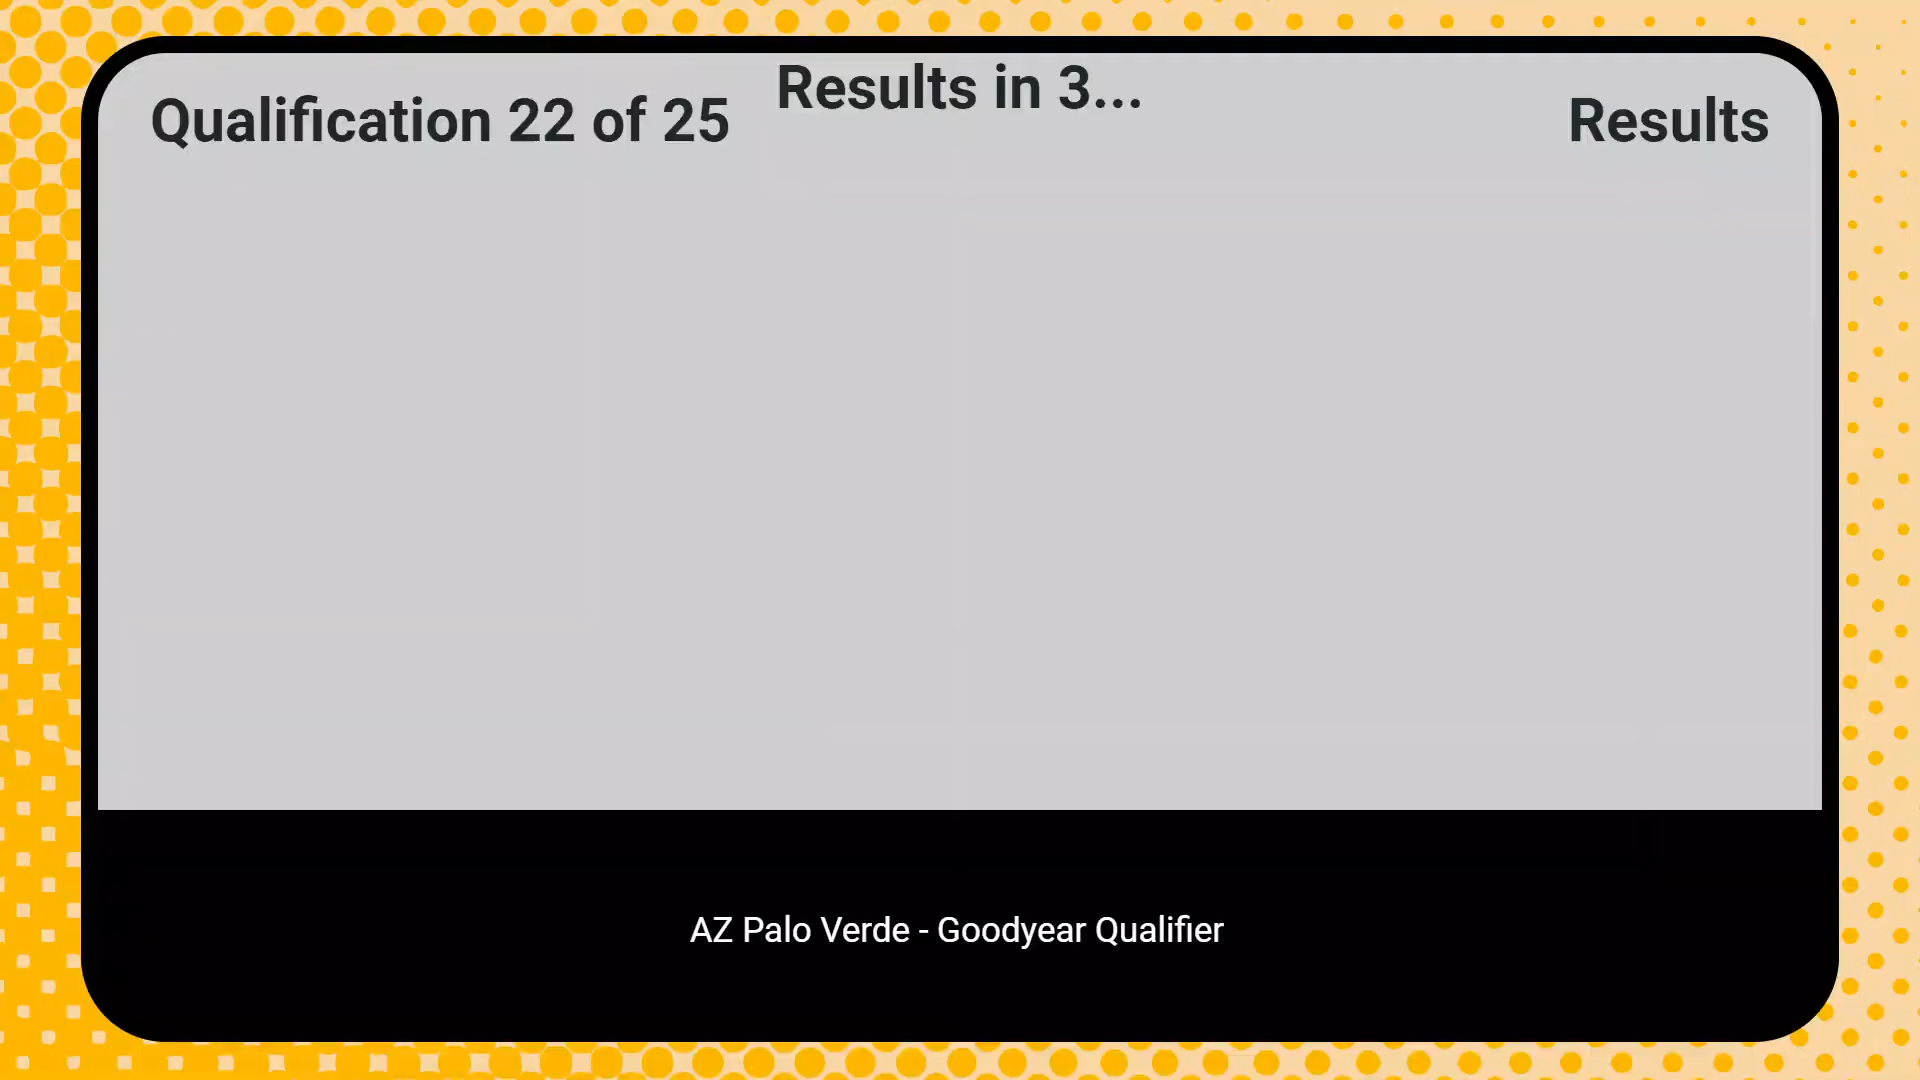 Qualification 22 of 25
Results in 3...
Results
AZ Palo Verde - Goodyear Qualifier